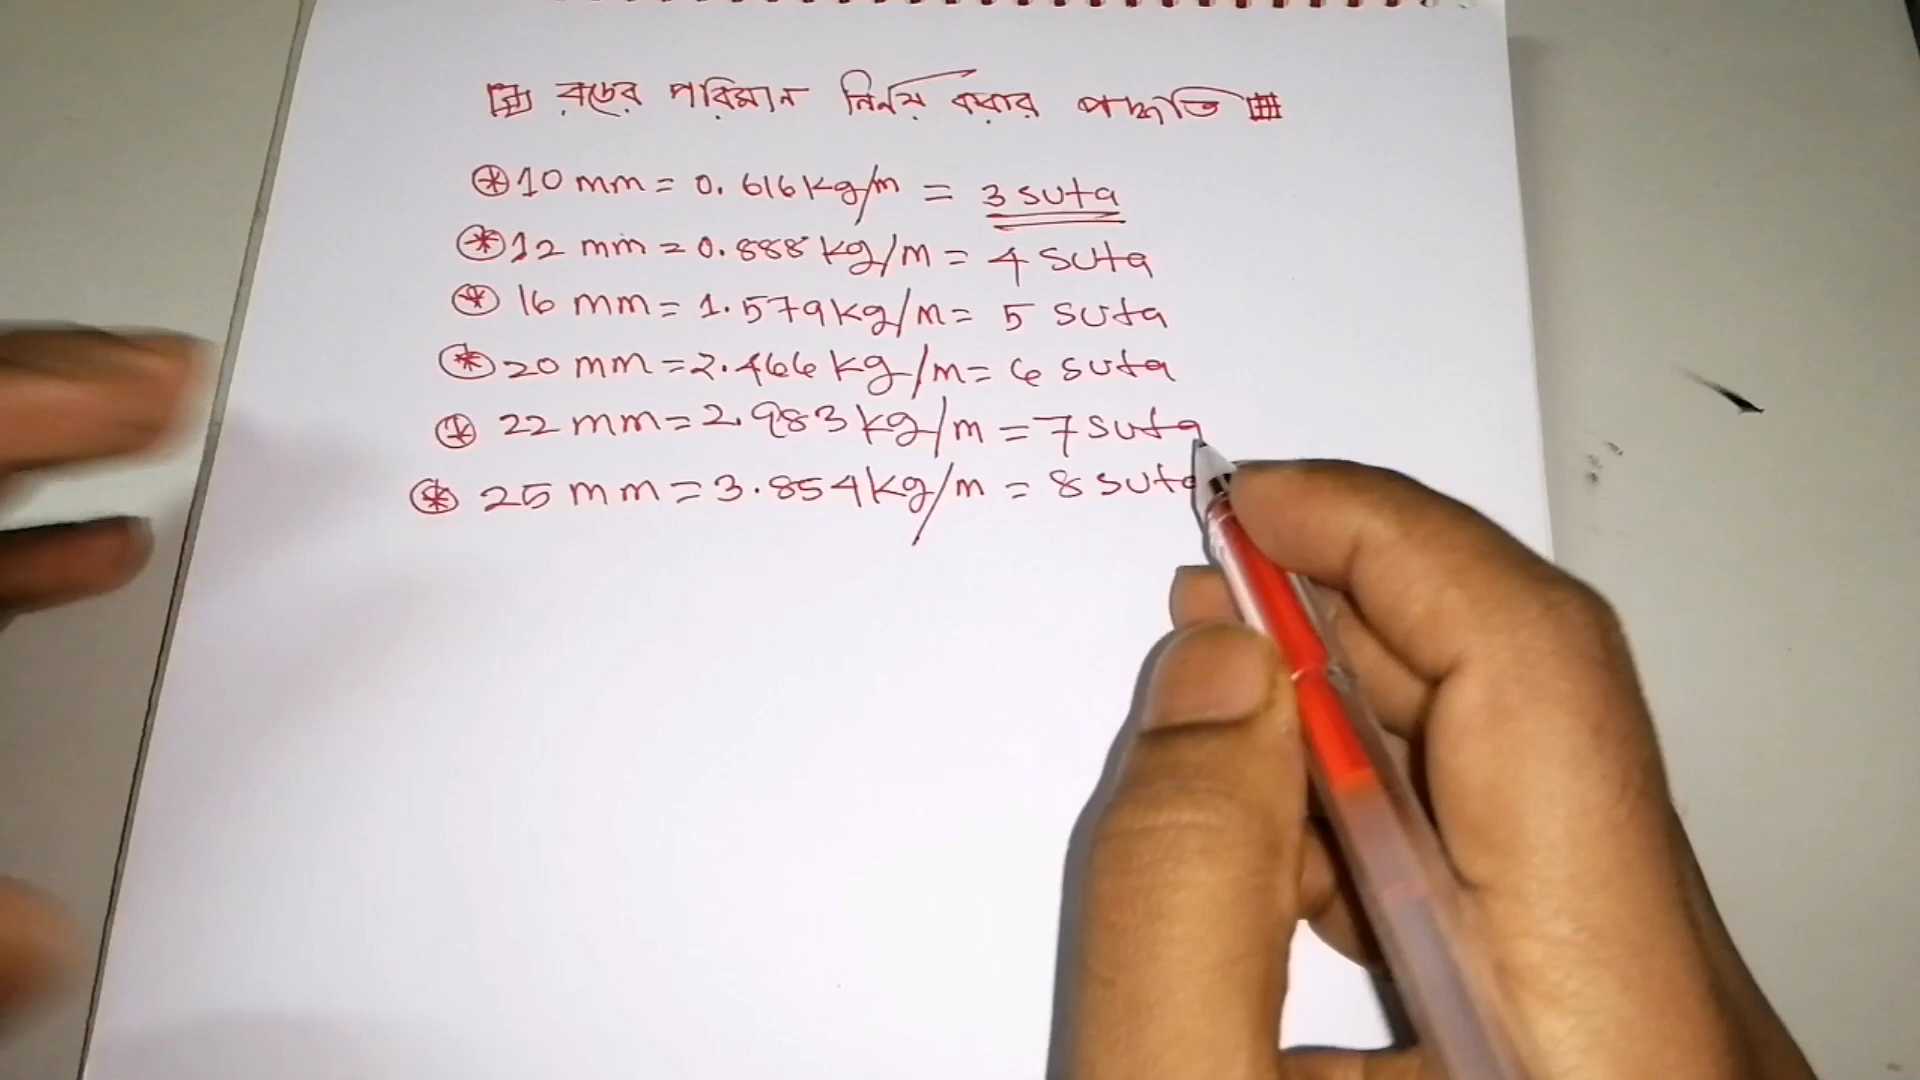 রডের পরিমান নির্নয় করার পদ্ধতি
10 mm = 0.616 kg/m = 3 suta
12 mm = 0.888 kg/m = 4 suta
16 mm = 1.579 kg/m = 5 suta
20 mm = 2.466 kg/m = 6 suta
22 mm = 2.983 kg/m = 7 suta
25 mm = 3.854 kg/m = 8 suta